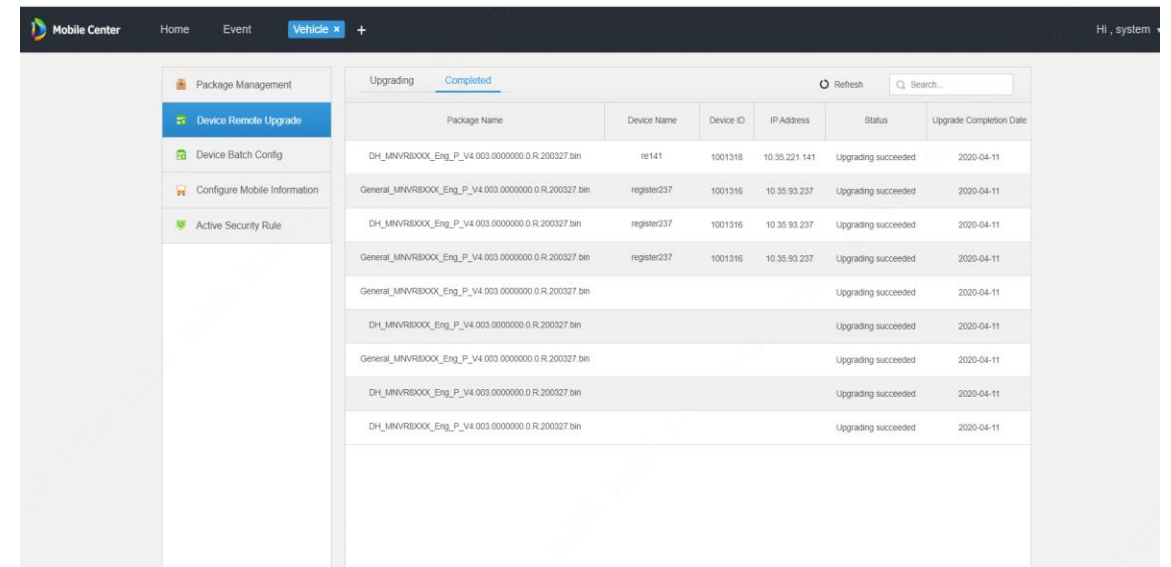 Mobile Center Home Event Vehicle × + Hi , system
Package Management
Device Remote Upgrade
Device Batch Config
Configure Mobile Information
Active Security Rule
Upgrading Completed Refresh Search...
Package Name Device Name Device ID IP Address Status Upgrade Completion Date
DH_MNVR8XXX_Eng_P_V4.003.0000000.0.R.200327.bin re141 1001318 10.35.221.141 Upgrading succeeded 2020-04-11
General_MNVR8XXX_Eng_P_V4.003.0000000.0.R.200327.bin register237 1001316 10.35.93.237 Upgrading succeeded 2020-04-11
DH_MNVR8XXX_Eng_P_V4.003.0000000.0.R.200327.bin register237 1001316 10.35.93.237 Upgrading succeeded 2020-04-11
General_MNVR8XXX_Eng_P_V4.003.0000000.0.R.200327.bin register237 1001316 10.35.93.237 Upgrading succeeded 2020-04-11
General_MNVR8XXX_Eng_P_V4.003.0000000.0.R.200327.bin Upgrading succeeded 2020-04-11
DH_MNVR8XXX_Eng_P_V4.003.0000000.0.R.200327.bin Upgrading succeeded 2020-04-11
General_MNVR8XXX_Eng_P_V4.003.0000000.0.R.200327.bin Upgrading succeeded 2020-04-11
DH_MNVR8XXX_Eng_P_V4.003.0000000.0.R.200327.bin Upgrading succeeded 2020-04-11
DH_MNVR8XXX_Eng_P_V4.003.0000000.0.R.200327.bin Upgrading succeeded 2020-04-11